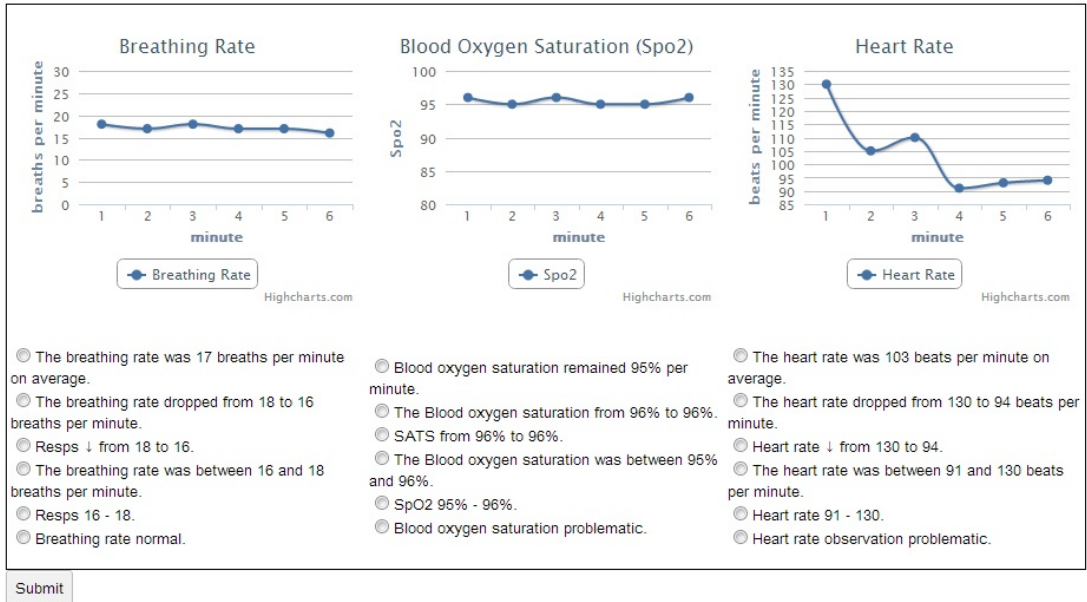 Breathing Rate
breaths per minute
30
25
20
15
10
5
0
1 2 3 4 5 6
minute
Breathing Rate
Highcharts.com
Blood Oxygen Saturation (Spo2)
Spo2
100
95
90
85
80
1 2 3 4 5 6
minute
Spo2
Highcharts.com
Heart Rate
beats per minute
135
130
125
120
115
110
105
100
95
90
85
1 2 3 4 5 6
minute
Heart Rate
Highcharts.com
The breathing rate was 17 breaths per minute
on average.
The breathing rate dropped from 18 to 16
breaths per minute.
Resps ↓ from 18 to 16.
The breathing rate was between 16 and 18
breaths per minute.
Resps 16 - 18.
Breathing rate normal.
Blood oxygen saturation remained 95% per
minute.
The Blood oxygen saturation from 96% to 96%.
SATS from 96% to 96%.
The Blood oxygen saturation was between 95%
and 96%.
SpO2 95% - 96%.
Blood oxygen saturation problematic.
The heart rate was 103 beats per minute on
average.
The heart rate dropped from 130 to 94 beats per
minute.
Heart rate ↓ from 130 to 94.
The heart rate was between 91 and 130 beats
per minute.
Heart rate 91 - 130.
Heart rate observation problematic.
Submit